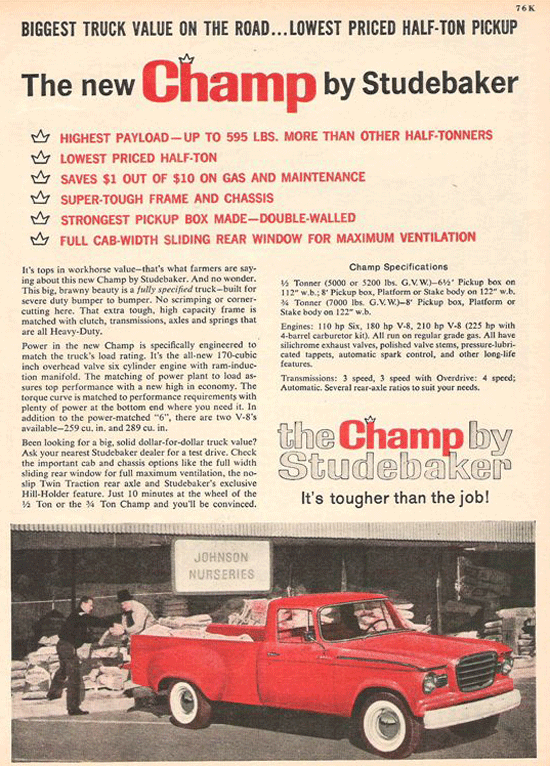 76K
BIGGEST TRUCK VALUE ON THE ROAD...LOWEST PRICED HALF-TON PICKUP
The new Champ by Studebaker
HIGHEST PAYLOAD—UP TO 595 LBS. MORE THAN OTHER HALF-TONNERS
LOWEST PRICED HALF-TON
SAVES $1 OUT OF $10 ON GAS AND MAINTENANCE
SUPER-TOUGH FRAME AND CHASSIS
STRONGEST PICKUP BOX MADE—DOUBLE-WALLED
FULL CAB-WIDTH SLIDING REAR WINDOW FOR MAXIMUM VENTILATION
It's tops in workhorse value—that's what farmers are say-
ing about this new Champ by Studebaker. And no wonder.
This big, brawny beauty is a fully specified truck—built for
severe duty bumper to bumper. No scrimping or corner-
cutting here. That extra tough, high capacity frame is
matched with clutch, transmissions, axles and springs that
are all Heavy-Duty.
Power in the new Champ is specifically engineered to
match the truck's load rating. It's the all-new 170-cubic
inch overhead valve six cylinder engine with ram-induc-
tion manifold. The matching of power plant to load as-
sures top performance with a new high in economy. The
torque curve is matched to performance requirements with
plenty of power at the bottom end where you need it. In
addition to the power-matched "6", there are two V-8's
available—259 cu. in. and 289 cu. in.
Been looking for a big, solid dollar-for-dollar truck value?
Ask your nearest Studebaker dealer for a test drive. Check
the important cab and chassis options like the full width
sliding rear window for full maximum ventilation, the no-
slip Twin Traction rear axle and Studebaker's exclusive
Hill-Holder feature. Just 10 minutes at the wheel of the
½ Ton or the ¾ Ton Champ and you'll be convinced.
Champ Specifications
½ Tonner (5000 or 5200 lbs. G.V.W.)—6½' Pickup box on
112" w.b.; 8' Pickup box, Platform or Stake body on 122" w.b.
¾ Tonner (7000 lbs. G.V.W.)—8' Pickup box, Platform or
Stake body on 122" w.b.
Engines: 110 hp Six, 180 hp V-8, 210 hp V-8 (225 hp with
4-barrel carburetor kit). All run on regular grade gas. All have
silichrome exhaust valves, polished valve stems, pressure-lubri-
cated tappets, automatic spark control, and other long-life
features.
Transmissions: 3 speed, 3 speed with Overdrive: 4 speed;
Automatic. Several rear-axle ratios to suit your needs.
the Champ by
Studebaker
It's tougher than the job!
JOHNSON
NURSERIES